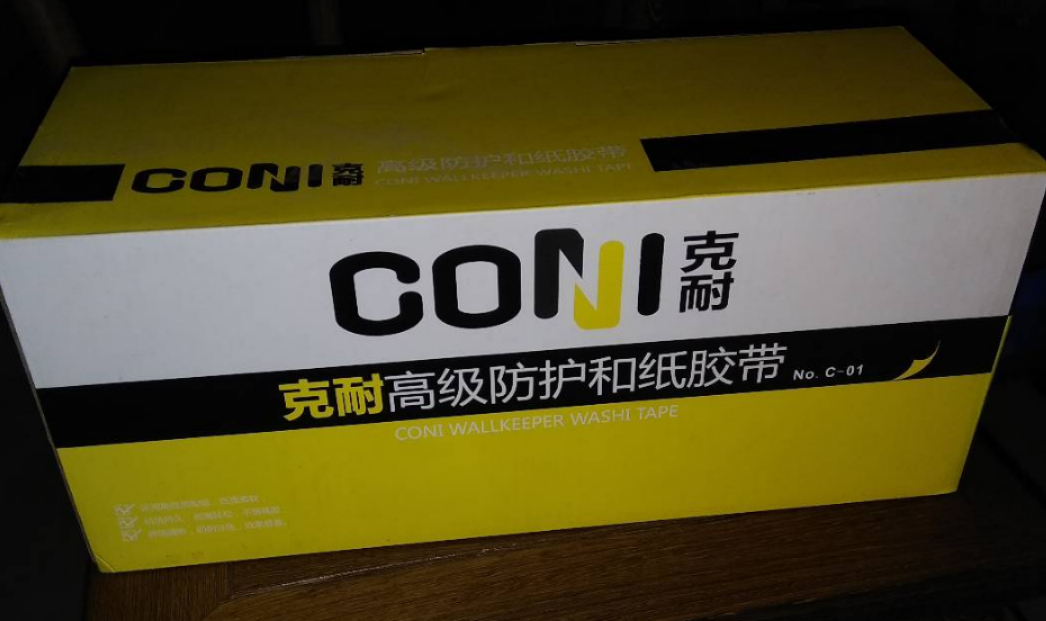 CONI 克耐 高级防护和纸胶带
CONI WALLKEEPER WASHI TAPE
CONI 克耐
克耐高级防护和纸胶带 No. C-01
CONI WALLKEEPER WASHI TAPE